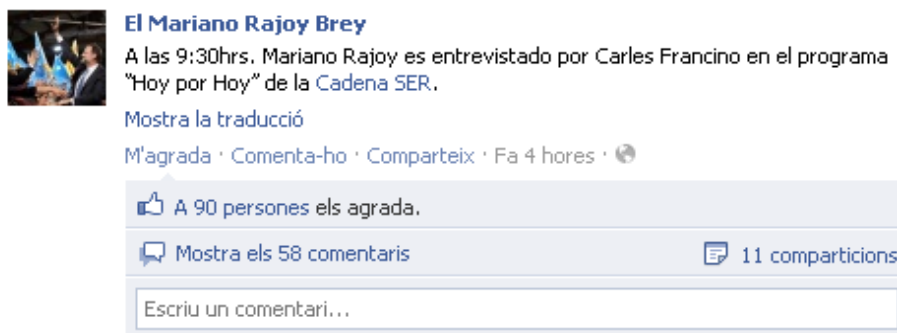 El Mariano Rajoy Brey
A las 9:30hrs. Mariano Rajoy es entrevistado por Carles Francino en el programa
"Hoy por Hoy" de la Cadena SER.
Mostra la traducció
M'agrada · Comenta-ho · Comparteix · Fa 4 hores ·
A 90 persones els agrada.
Mostra els 58 comentaris 11 comparticions
Escriu un comentari...